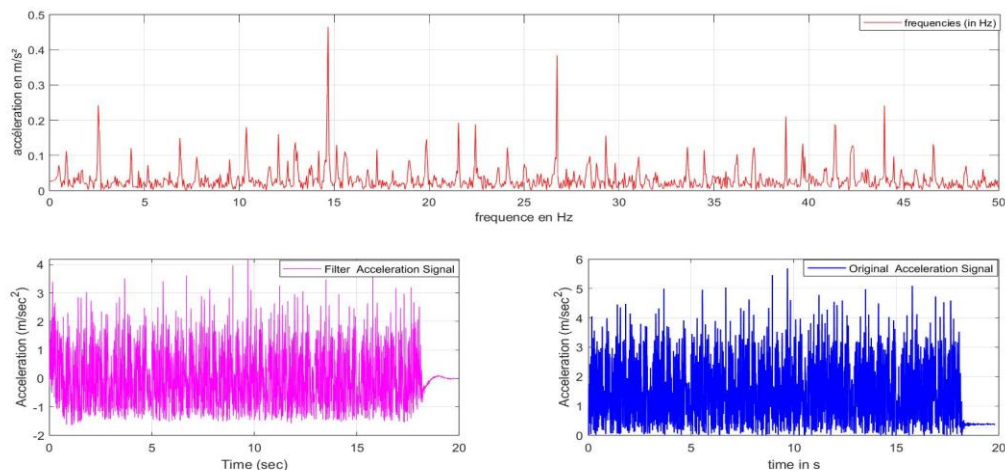 0.5
0.4
0.3
0.2
0.1
0
accéleration en m/s²
frequencies (in Hz)
0 5 10 15 20 25 30 35 40 45 50
frequence en Hz
4
3
2
1
0
-1
-2
Acceleration (m/sec²)
Filter Acceleration Signal
0 5 10 15 20
Time (sec)
6
5
4
3
2
1
0
Acceleration (m/sec²)
Original Acceleration Signal
0 5 10 15 20
time in s